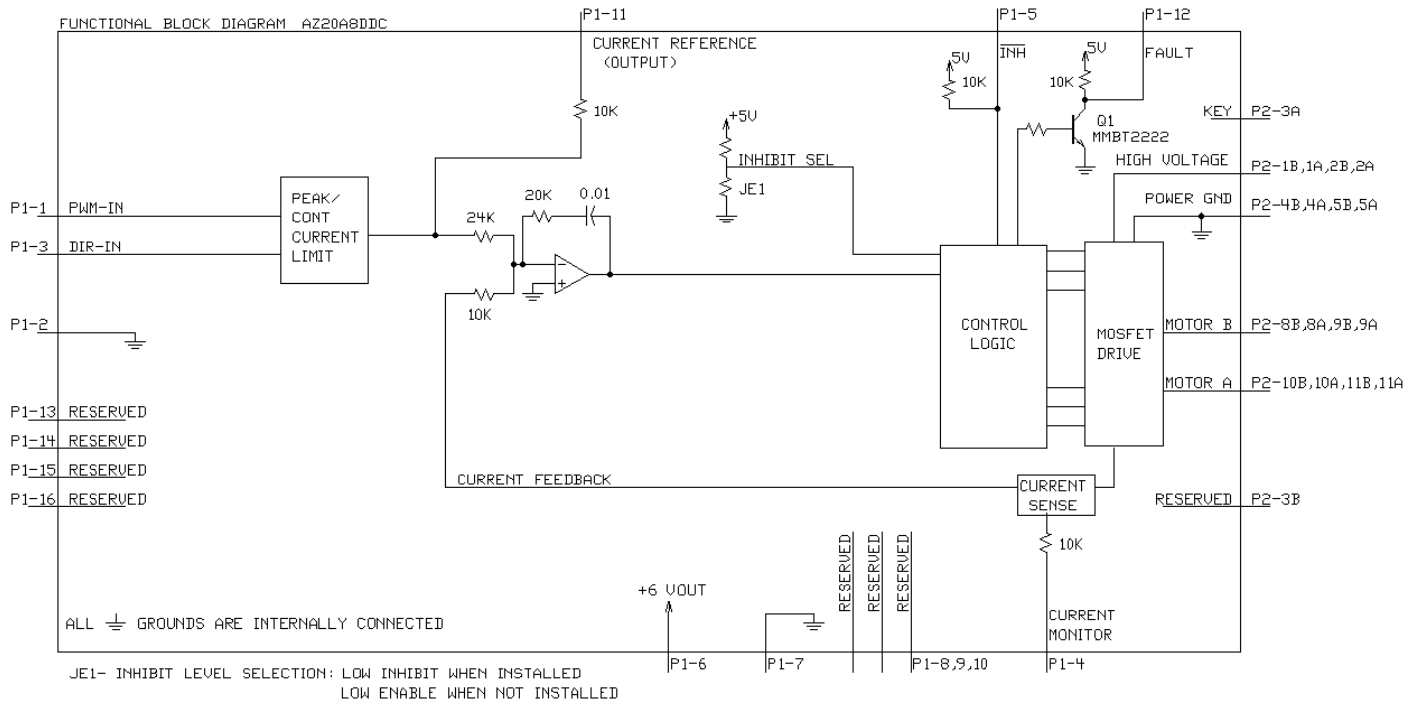 P1-11
P1-5
P1-12
FUNCTIONAL BLOCK DIAGRAM AZ20A8DDC
CURRENT REFERENCE
(OUTPUT)
INH
FAULT
5V
10K
5V
10K
10K
Q1
MMBT2222
KEY
P2-3A
+5V
INHIBIT SEL
JE1
HIGH VOLTAGE
P2-1B,1A,2B,2A
POWER GND
P2-4B,4A,5B,5A
P1-1
PWM-IN
P1-3
DIR-IN
PEAK/
CONT
CURRENT
LIMIT
24K
20K
0.01
-
+
10K
P1-2
CONTROL
LOGIC
MOSFET
DRIVE
MOTOR B
P2-8B,8A,9B,9A
MOTOR A
P2-10B,10A,11B,11A
P1-13 RESERVED
P1-14 RESERVED
P1-15 RESERVED
P1-16 RESERVED
CURRENT FEEDBACK
CURRENT
SENSE
RESERVED
P2-3B
10K
RESERVED
RESERVED
RESERVED
+6 VOUT
CURRENT
MONITOR
ALL GROUNDS ARE INTERNALLY CONNECTED
P1-6
P1-7
P1-8,9,10
P1-4
JE1- INHIBIT LEVEL SELECTION: LOW INHIBIT WHEN INSTALLED
LOW ENABLE WHEN NOT INSTALLED